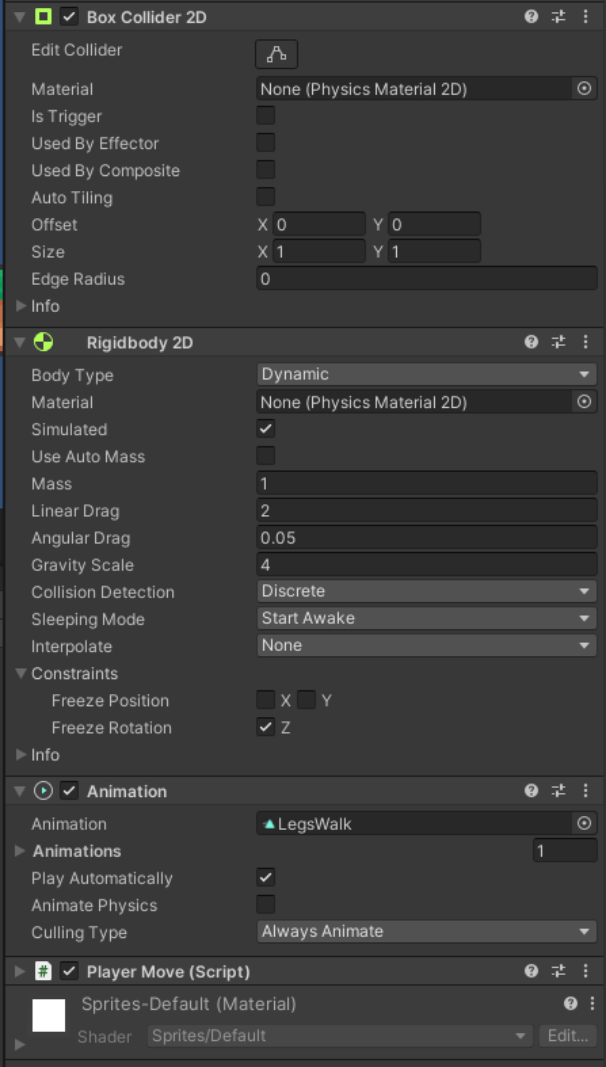 Box Collider 2D
Edit Collider
Material None (Physics Material 2D)
Is Trigger
Used By Effector
Used By Composite
Auto Tiling
Offset X 0 Y 0
Size X 1 Y 1
Edge Radius 0
Info
Rigidbody 2D
Body Type Dynamic
Material None (Physics Material 2D)
Simulated
Use Auto Mass
Mass 1
Linear Drag 2
Angular Drag 0.05
Gravity Scale 4
Collision Detection Discrete
Sleeping Mode Start Awake
Interpolate None
Constraints
Freeze Position X Y
Freeze Rotation Z
Info
Animation
Animation LegsWalk
Animations 1
Play Automatically
Animate Physics
Culling Type Always Animate
# Player Move (Script)
Sprites-Default (Material)
Shader Sprites/Default Edit...